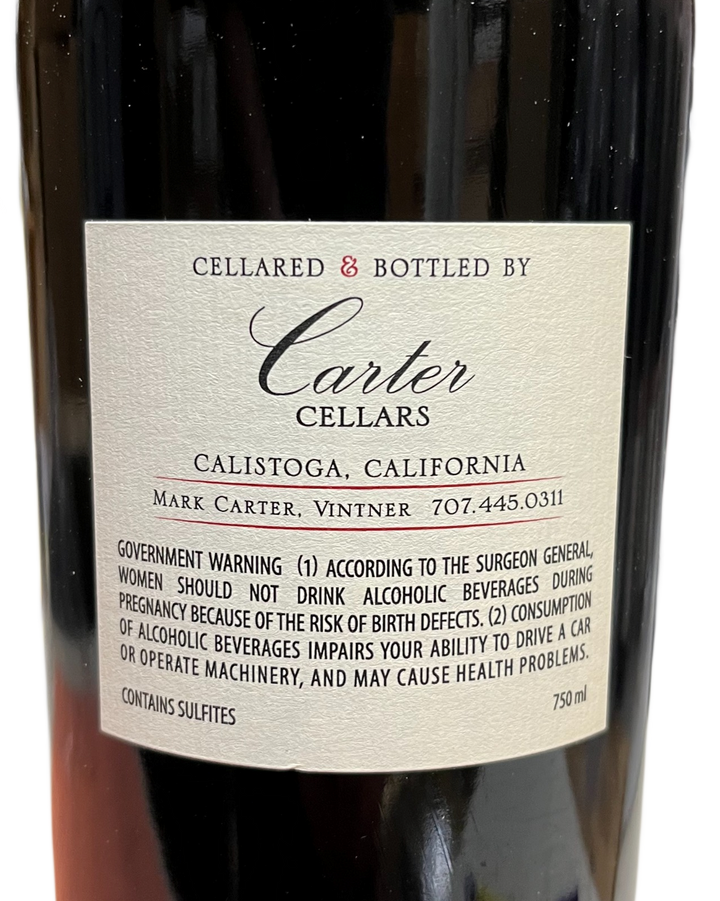 CELLARED & BOTTLED BY
Carter
CELLARS
CALISTOGA, CALIFORNIA
MARK CARTER, VINTNER 707.445.0311
GOVERNMENT WARNING (1) ACCORDING TO THE SURGEON GENERAL,
WOMEN SHOULD NOT DRINK ALCOHOLIC BEVERAGES DURING
PREGNANCY BECAUSE OF THE RISK OF BIRTH DEFECTS. (2) CONSUMPTION
OF ALCOHOLIC BEVERAGES IMPAIRS YOUR ABILITY TO DRIVE A CAR
OR OPERATE MACHINERY, AND MAY CAUSE HEALTH PROBLEMS.
CONTAINS SULFITES 750 ml